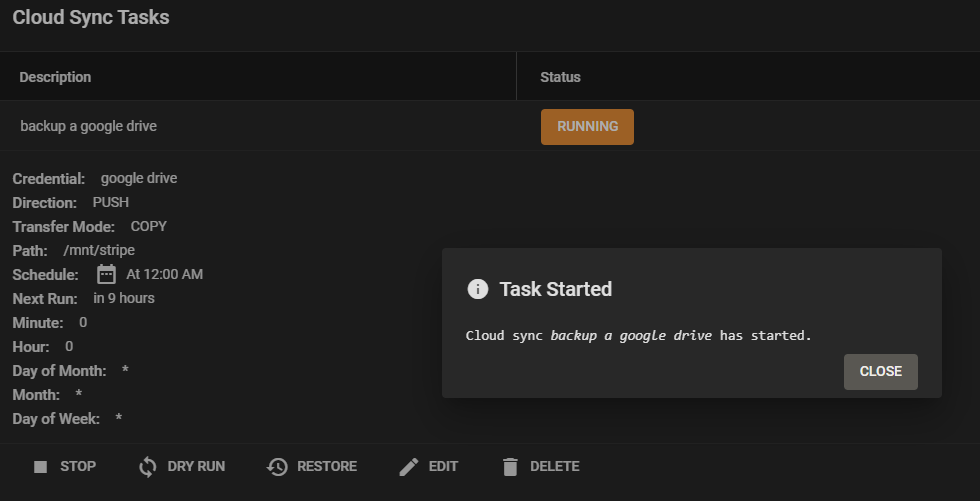 Cloud Sync Tasks
Description Status
backup a google drive RUNNING
Credential: google drive
Direction: PUSH
Transfer Mode: COPY
Path: /mnt/stripe
Schedule: At 12:00 AM
Next Run: in 9 hours
Minute: 0
Hour: 0
Day of Month: *
Month: *
Day of Week: *
Task Started
Cloud sync backup a google drive has started.
CLOSE
STOP DRY RUN RESTORE EDIT DELETE